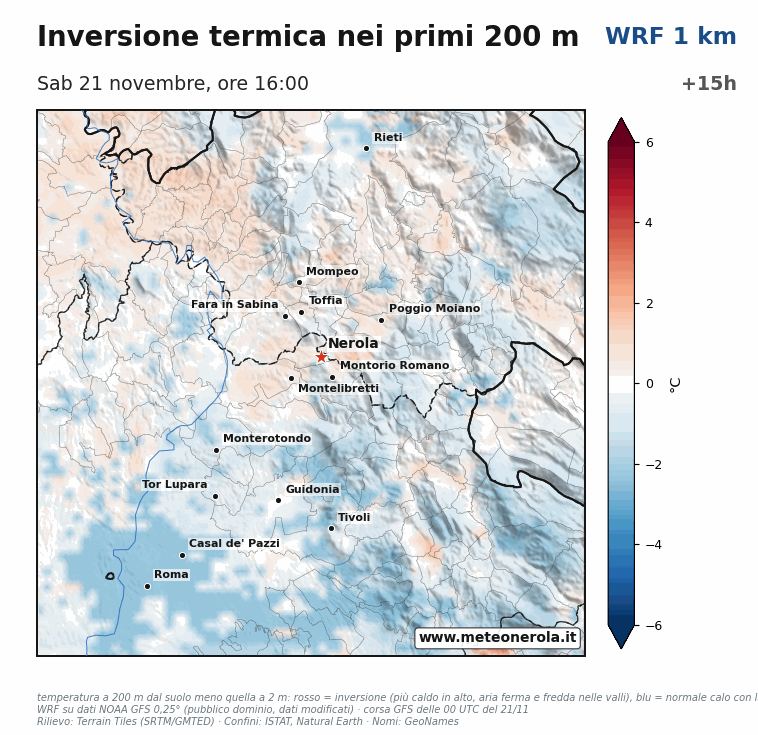 Inversione termica nei primi 200 m
WRF 1 km
Sab 21 novembre, ore 16:00
+15h
Rieti
Mompeo
Fara in Sabina
Toffia
Poggio Moiano
Nerola
Montorio Romano
Montelibretti
Monterotondo
Tor Lupara
Guidonia
Tivoli
Casal de' Pazzi
Roma
www.meteonerola.it
6
4
2
0
−2
−4
−6
°C
temperatura a 200 m dal suolo meno quella a 2 m: rosso = inversione (più caldo in alto, aria ferma e fredda nelle valli), blu = normale calo con
WRF su dati NOAA GFS 0,25° (pubblico dominio, dati modificati) · corsa GFS delle 00 UTC del 21/11
Rilievo: Terrain Tiles (SRTM/GMTED) · Confini: ISTAT, Natural Earth · Nomi: GeoNames